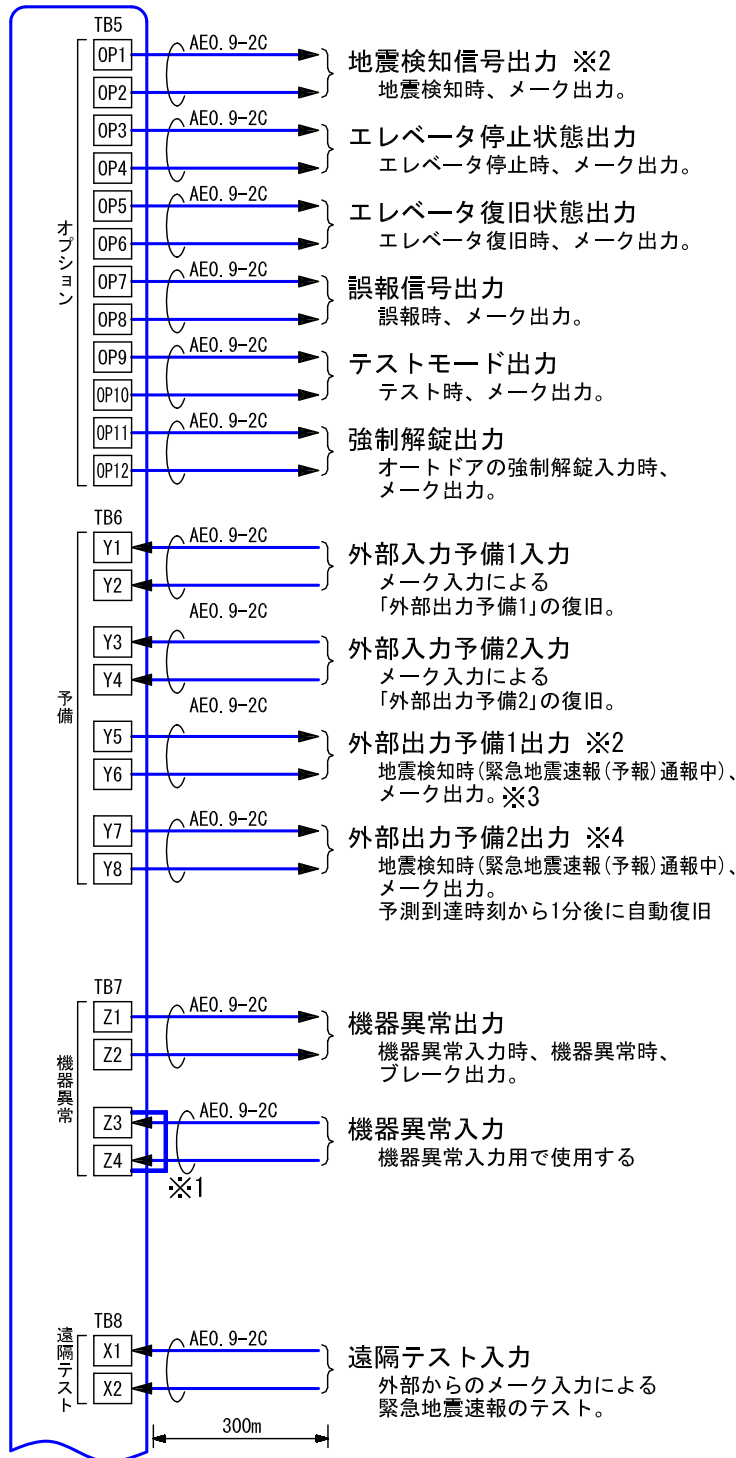 TB5
オプション
OP1
AE0.9-2C
地震検知信号出力 ※2
OP2
地震検知時、メーク出力。
OP3
AE0.9-2C
エレベータ停止状態出力
OP4
エレベータ停止時、メーク出力。
OP5
AE0.9-2C
エレベータ復旧状態出力
OP6
エレベータ復旧時、メーク出力。
OP7
AE0.9-2C
誤報信号出力
OP8
誤報時、メーク出力。
OP9
AE0.9-2C
テストモード出力
OP10
テスト時、メーク出力。
OP11
AE0.9-2C
強制解錠出力
OP12
オートドアの強制解錠入力時、
メーク出力。
TB6
予備
Y1
AE0.9-2C
外部入力予備1入力
Y2
メーク入力による
「外部出力予備1」の復旧。
AE0.9-2C
Y3
外部入力予備2入力
Y4
メーク入力による
「外部出力予備2」の復旧。
AE0.9-2C
Y5
外部出力予備1出力 ※2
Y6
地震検知時(緊急地震速報(予報)通報中)、
メーク出力。※3
Y7
AE0.9-2C
外部出力予備2出力 ※4
Y8
地震検知時(緊急地震速報(予報)通報中)、
メーク出力。
予測到達時刻から1分後に自動復旧
TB7
機器異常
Z1
AE0.9-2C
機器異常出力
Z2
機器異常入力時、機器異常時、
ブレーク出力。
Z3
AE0.9-2C
機器異常入力
Z4
機器異常入力用で使用する
※1
TB8
遠隔テスト
X1
AE0.9-2C
遠隔テスト入力
X2
外部からのメーク入力による
緊急地震速報のテスト。
300m